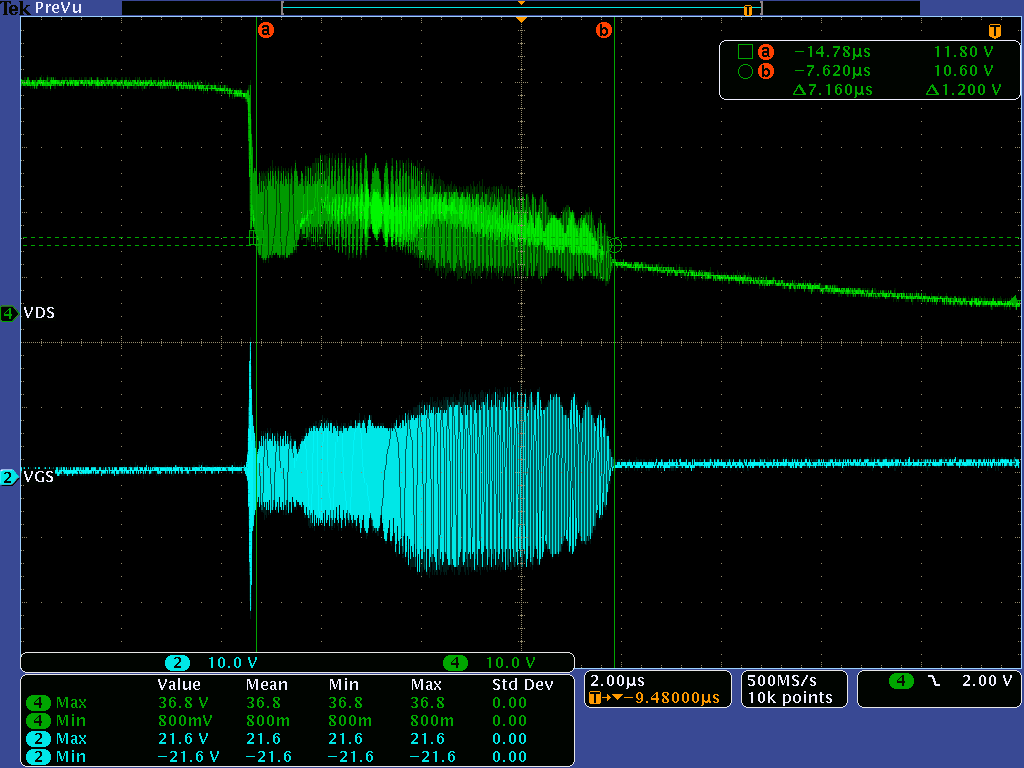 Tek PreVu
T
a b T
a −14.78µs 11.80 V
b −7.620µs 10.60 V
Δ7.160µs Δ1.200 V
4 VDS
2 VGS
2 10.0 V 4 10.0 V
Value Mean Min Max Std Dev
4 Max 36.8 V 36.8 36.8 36.8 0.00
4 Min 800mV 800m 800m 800m 0.00
2 Max 21.6 V 21.6 21.6 21.6 0.00
2 Min −21.6 V −21.6 −21.6 −21.6 0.00
2.00µs
T→▼−9.48000µs
500MS/s
10k points
4 2.00 V